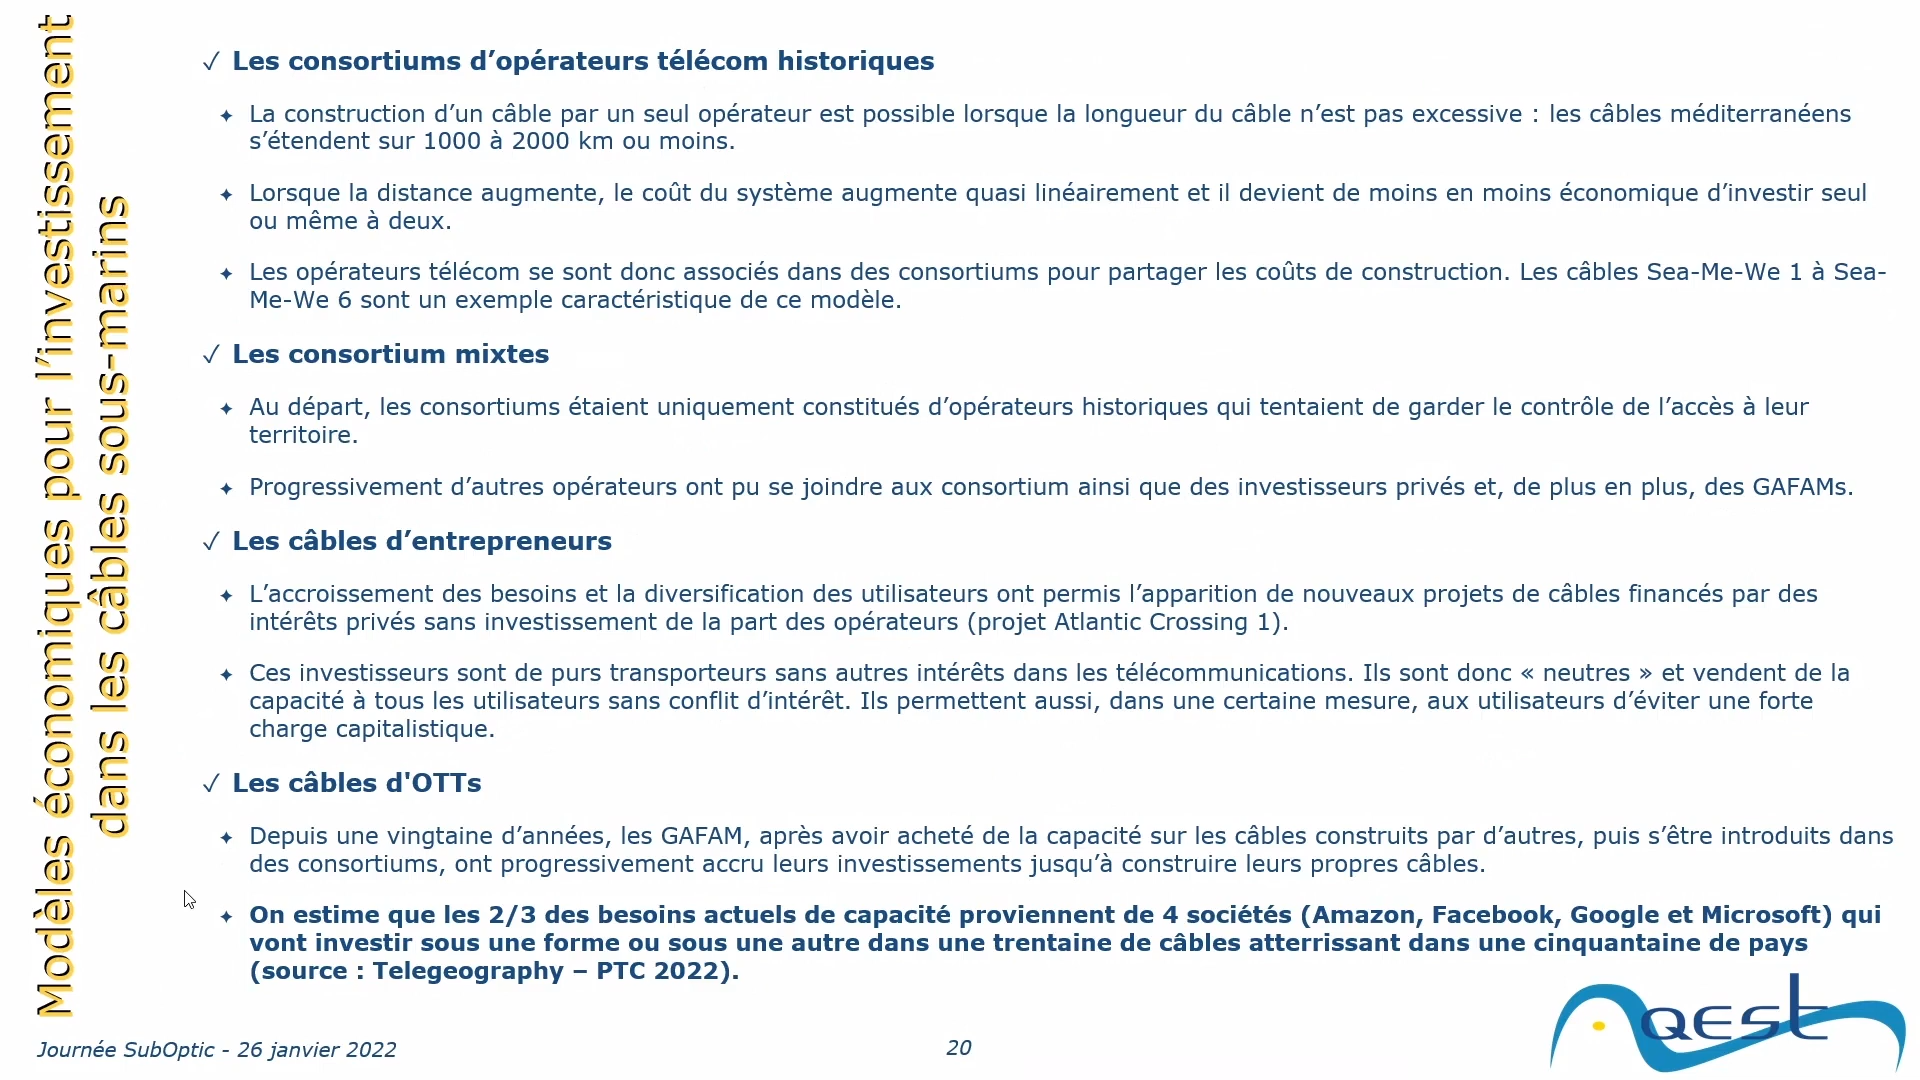 Modèles économiques pour l’investissement
dans les câbles sous-marins
✓ Les consortiums d’opérateurs télécom historiques
✦ La construction d’un câble par un seul opérateur est possible lorsque la longueur du câble n’est pas excessive : les câbles méditerranéens
s’étendent sur 1000 à 2000 km ou moins.
✦ Lorsque la distance augmente, le coût du système augmente quasi linéairement et il devient de moins en moins économique d’investir seul
ou même à deux.
✦ Les opérateurs télécom se sont donc associés dans des consortiums pour partager les coûts de construction. Les câbles Sea-Me-We 1 à Sea-
Me-We 6 sont un exemple caractéristique de ce modèle.
✓ Les consortium mixtes
✦ Au départ, les consortiums étaient uniquement constitués d’opérateurs historiques qui tentaient de garder le contrôle de l’accès à leur
territoire.
✦ Progressivement d’autres opérateurs ont pu se joindre aux consortium ainsi que des investisseurs privés et, de plus en plus, des GAFAMs.
✓ Les câbles d’entrepreneurs
✦ L’accroissement des besoins et la diversification des utilisateurs ont permis l’apparition de nouveaux projets de câbles financés par des
intérêts privés sans investissement de la part des opérateurs (projet Atlantic Crossing 1).
✦ Ces investisseurs sont de purs transporteurs sans autres intérêts dans les télécommunications. Ils sont donc « neutres » et vendent de la
capacité à tous les utilisateurs sans conflit d’intérêt. Ils permettent aussi, dans une certaine mesure, aux utilisateurs d’éviter une forte
charge capitalistique.
✓ Les câbles d'OTTs
✦ Depuis une vingtaine d’années, les GAFAM, après avoir acheté de la capacité sur les câbles construits par d’autres, puis s’être introduits dans
des consortiums, ont progressivement accru leurs investissements jusqu’à construire leurs propres câbles.
✦ On estime que les 2/3 des besoins actuels de capacité proviennent de 4 sociétés (Amazon, Facebook, Google et Microsoft) qui
vont investir sous une forme ou sous une autre dans une trentaine de câbles atterrissant dans une cinquantaine de pays
(source : Telegeography – PTC 2022).
Journée SubOptic - 26 janvier 2022
20
QEst